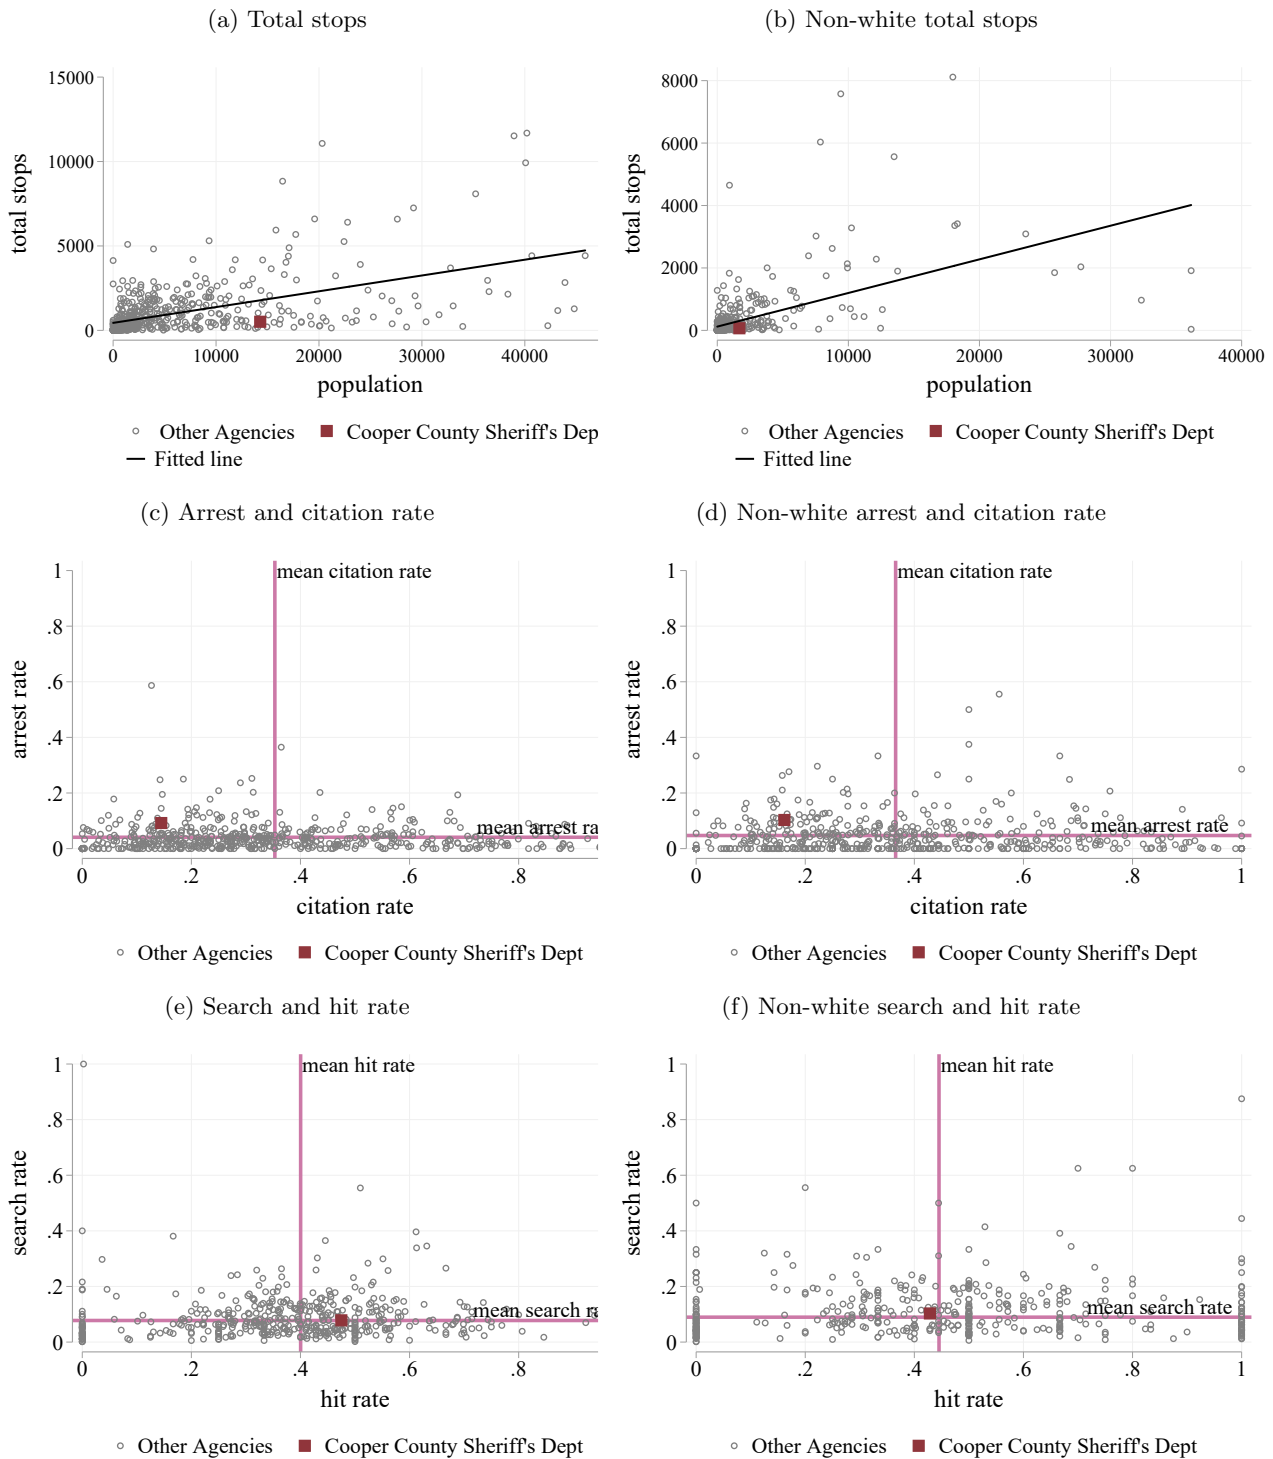 (a) Total stops
(b) Non-white total stops
total stops
15000
10000
5000
0
0 10000 20000 30000 40000
population
Other Agencies Cooper County Sheriff's Dep
Fitted line
total stops
8000
6000
4000
2000
0
0 10000 20000 30000 40000
population
Other Agencies Cooper County Sheriff's Dept
Fitted line
(c) Arrest and citation rate
(d) Non-white arrest and citation rate
mean citation rate
arrest rate
1
.8
.6
.4
.2
0
mean arrest ra
0 .2 .4 .6 .8
citation rate
Other Agencies Cooper County Sheriff's Dept
mean citation rate
arrest rate
1
.8
.6
.4
.2
0
mean arrest rate
0 .2 .4 .6 .8 1
citation rate
Other Agencies Cooper County Sheriff's Dept
(e) Search and hit rate
(f) Non-white search and hit rate
mean hit rate
search rate
1
.8
.6
.4
.2
0
mean search ra
0 .2 .4 .6 .8
hit rate
Other Agencies Cooper County Sheriff's Dept
mean hit rate
search rate
1
.8
.6
.4
.2
0
mean search rate
0 .2 .4 .6 .8 1
hit rate
Other Agencies Cooper County Sheriff's Dept